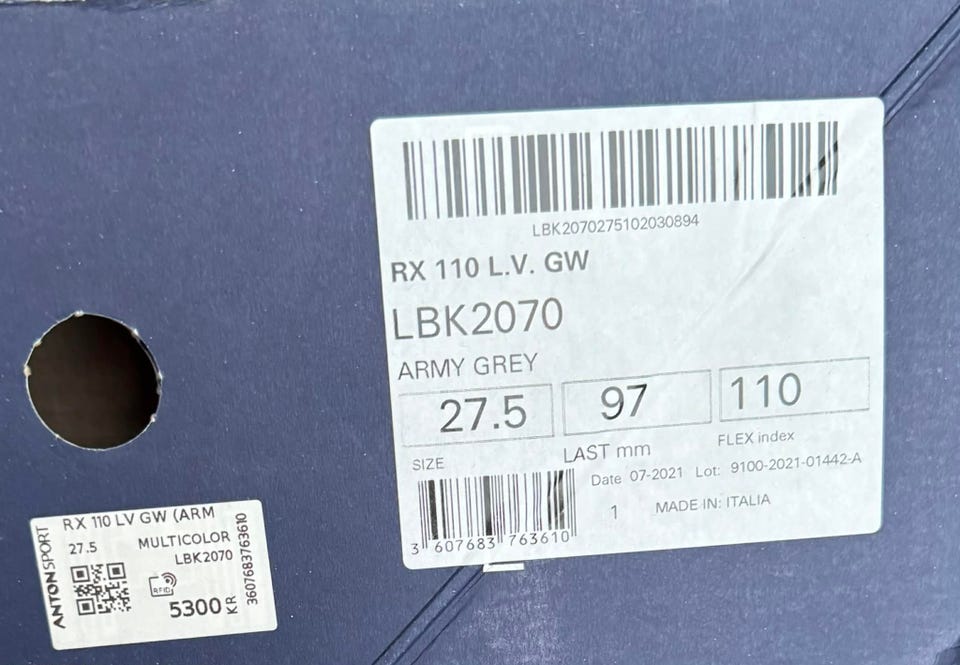 LBK2070275102030894
RX 110 L.V. GW
LBK2070
ARMY GREY
27.5 97 110
SIZE LAST mm FLEX index
Date 07-2021 Lot: 9100-2021-01442-A
1 MADE IN: ITALIA
3 607683 763610
ANTONSPORT
RX 110 LV GW (ARM
27.5 MULTICOLOR
LBK2070
RFID
5300 KR
3607683763610